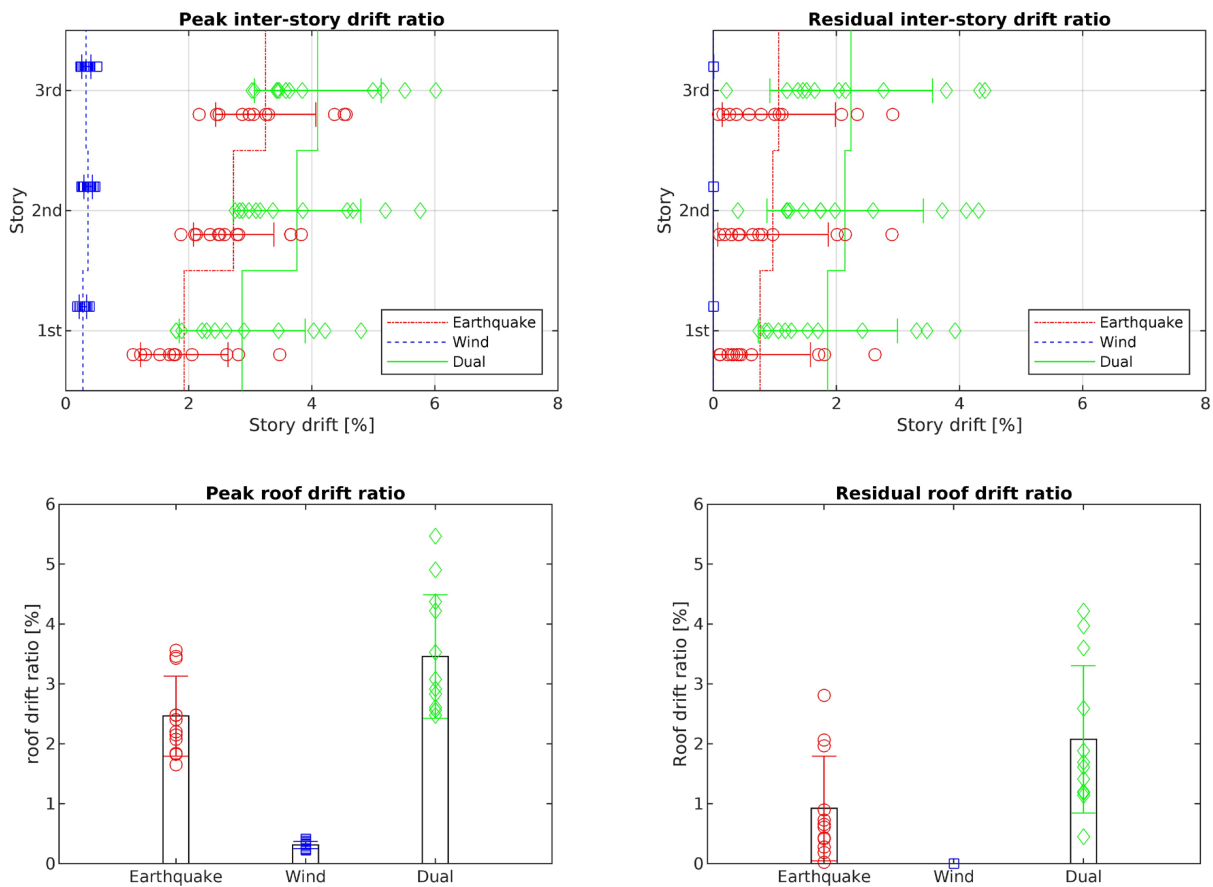 Peak inter-story drift ratio
3rd
2nd
1st
Story
Earthquake
Wind
Dual
0 2 4 6 8
Story drift [%]
Residual inter-story drift ratio
3rd
2nd
1st
Story
Earthquake
Wind
Dual
0 2 4 6 8
Story drift [%]
Peak roof drift ratio
6
5
4
3
2
1
0
roof drift ratio [%]
Earthquake Wind Dual
Residual roof drift ratio
6
5
4
3
2
1
0
Roof drift ratio [%]
Earthquake Wind Dual